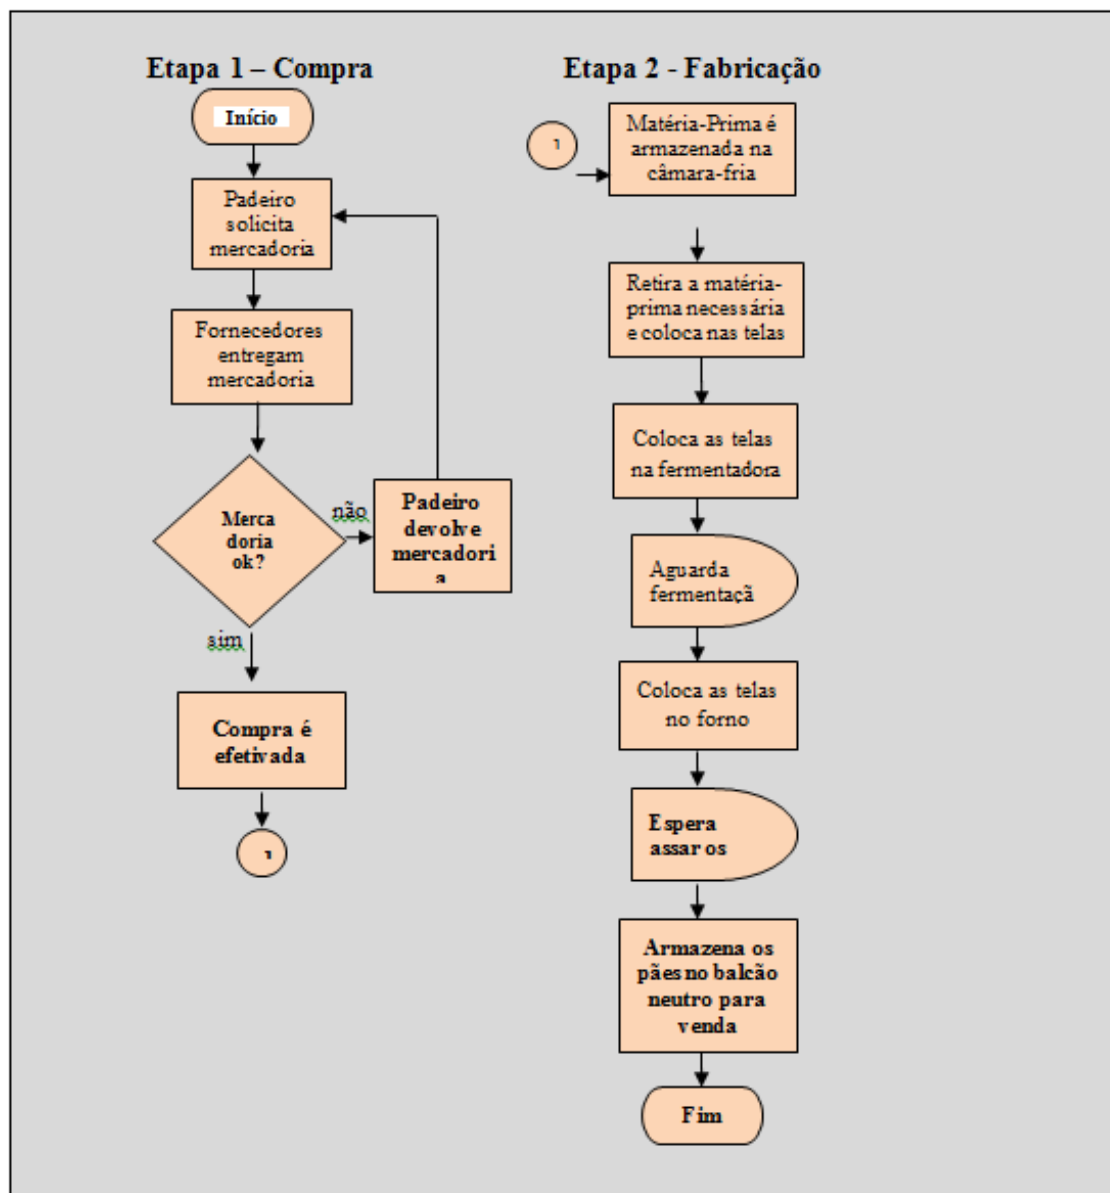 Etapa 1 – Compra
Início
Padeiro
solicita
mercadoria
Fornecedores
entregam
mercadoria
Merca
doria
ok?
não
Padeiro
devolve
mercadori
a
sim
Compra é
efetivada
1
Etapa 2 - Fabricação
1
Matéria-Prima é
armazenada na
câmara-fria
Retira a matéria-
prima necessária
e coloca nas telas
Coloca as telas
na fermentadora
Aguarda
fermentaçã
Coloca as telas
no forno
Espera
assar os
Armazena os
pães no balcão
neutro para
venda
Fim